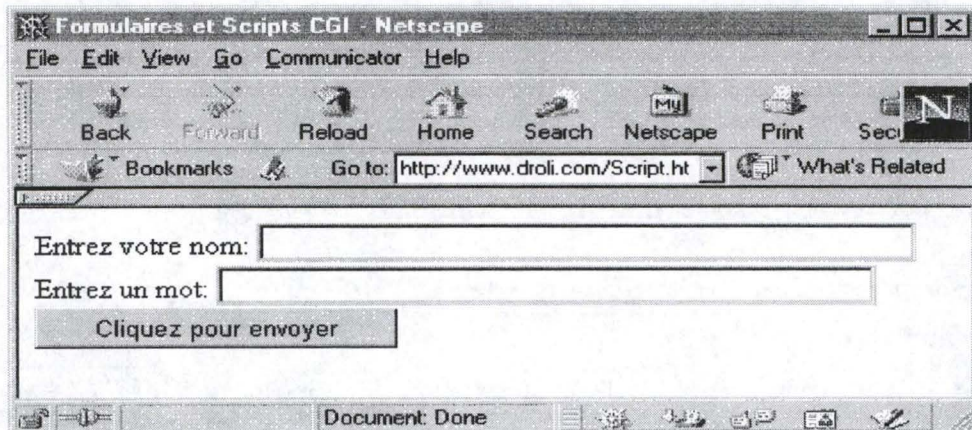 Formulaires et Scripts CGI - Netscape
File Edit View Go Communicator Help
Back Forward Reload Home Search Netscape Print
My
N
Bookmarks Go to: http://www.droli.com/Script.ht What's Related
Entrez votre nom:
Entrez un mot:
Cliquez pour envoyer
Document: Done